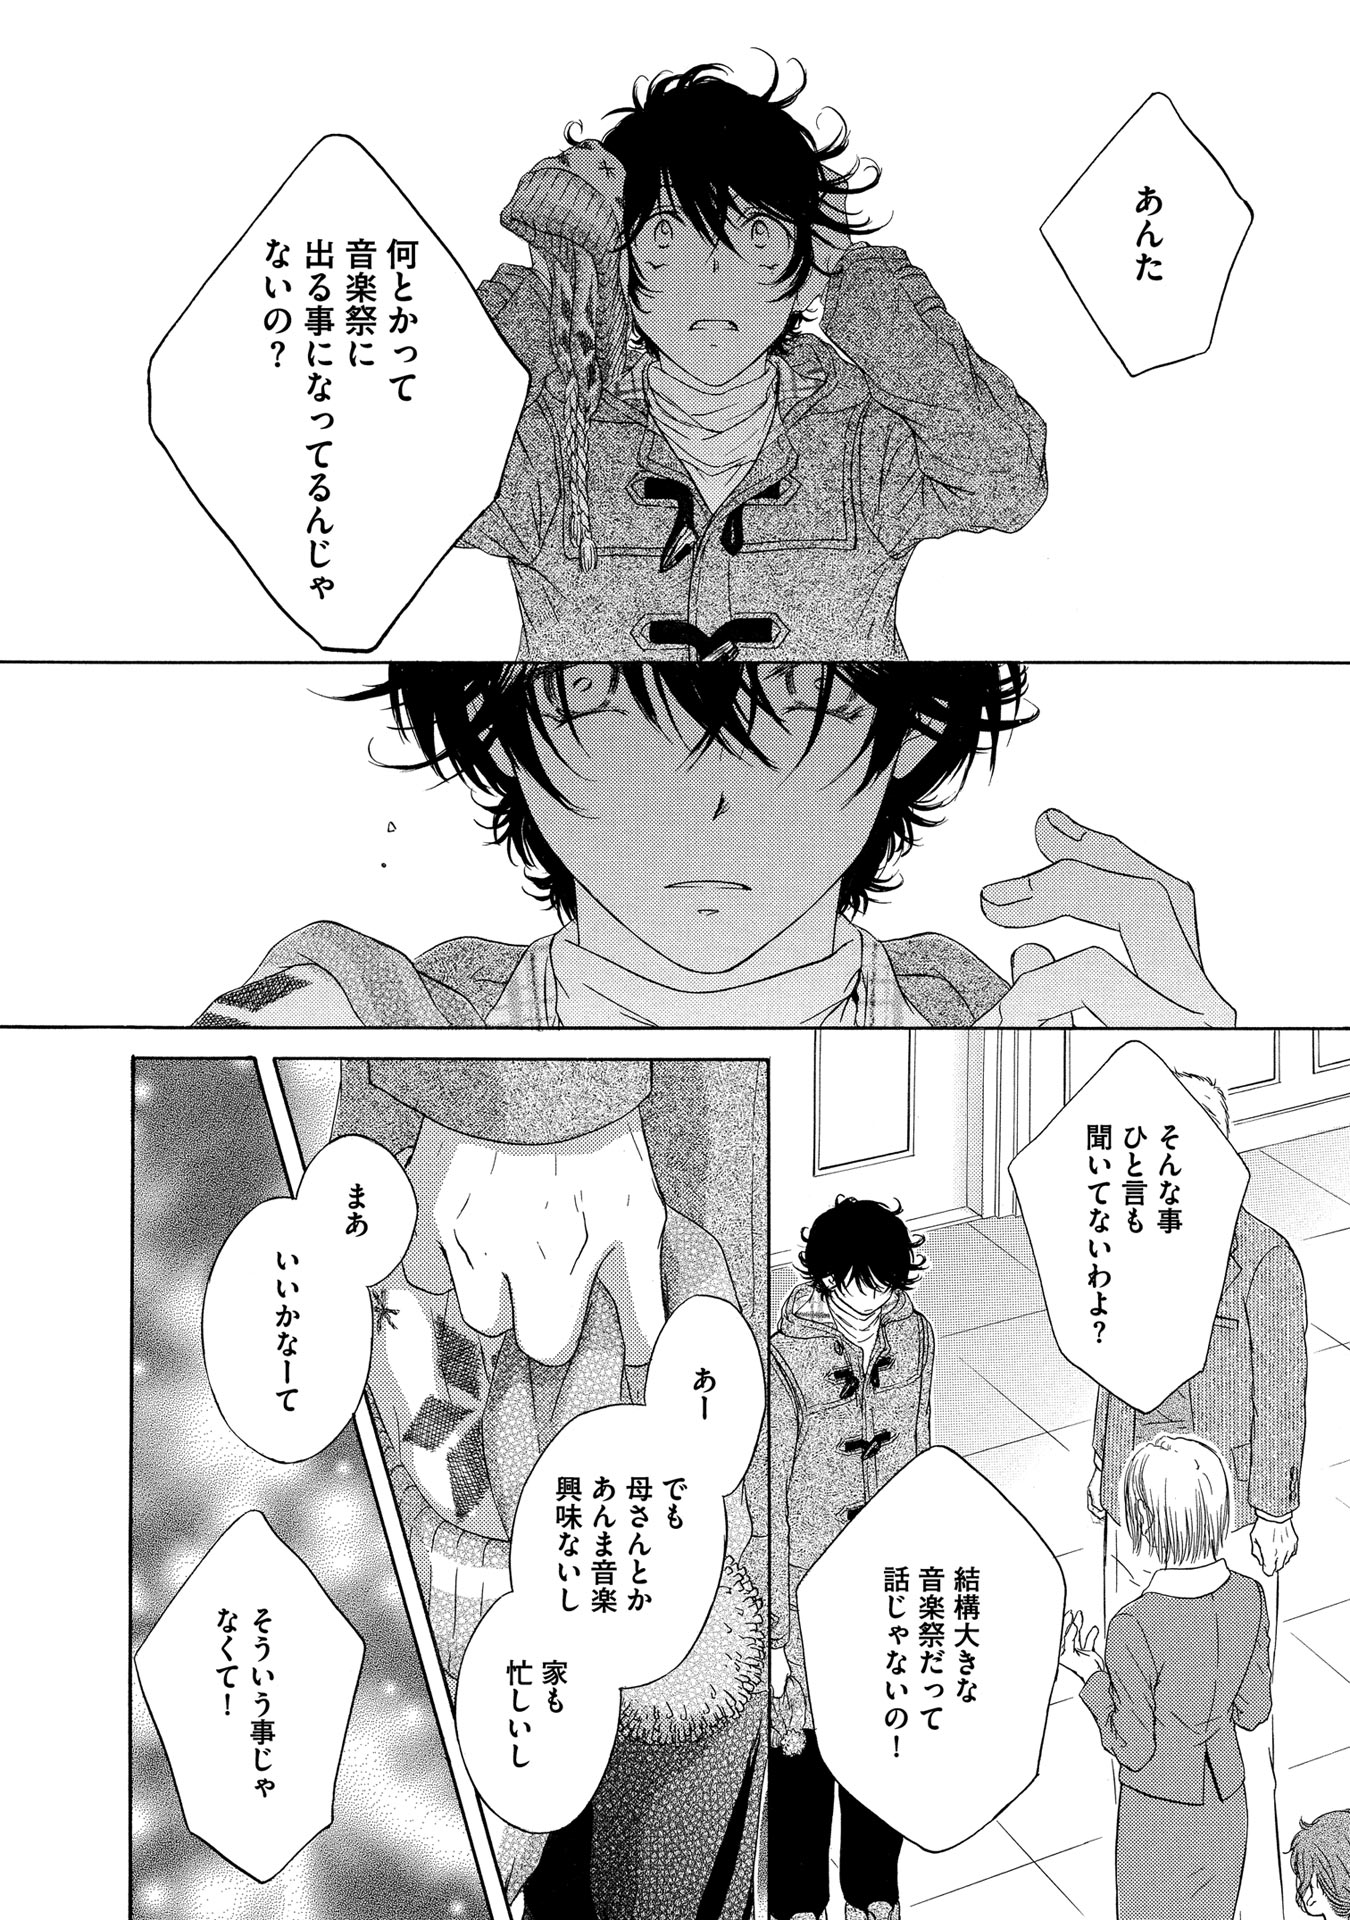 あんた
何とかって
音楽祭に
出る事になってるんじゃ
ないの?
そんな事
ひと言も
聞いてないわよ?
結構大きな
音楽祭だって
話じゃないの!
あー
でも
母さんとか
あんま音楽
興味ないし
家も
忙しいし
まあ
いいかなーて
そういう事じゃ
なくて!